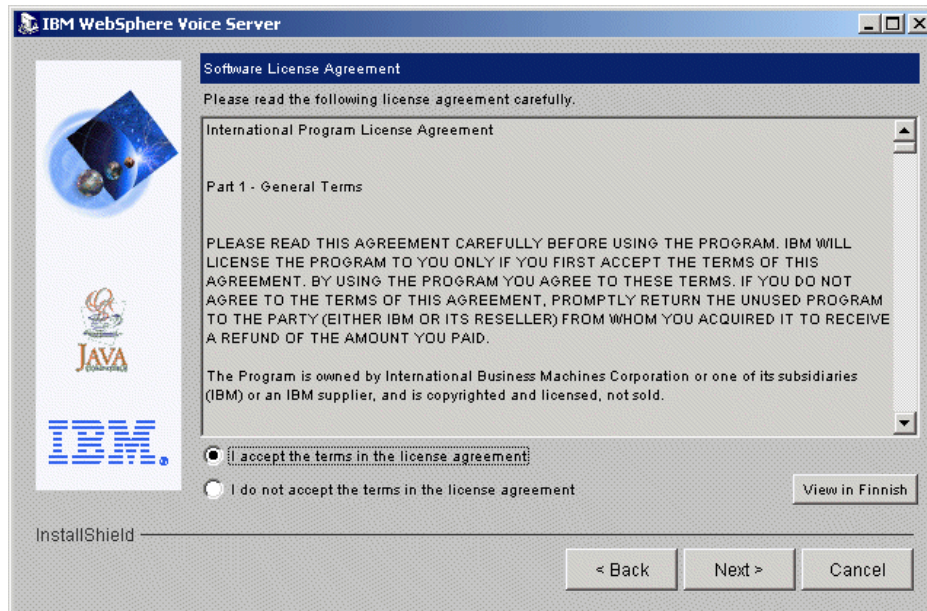 IBM WebSphere Voice Server
Software License Agreement
Please read the following license agreement carefully.
International Program License Agreement
Part 1 - General Terms
PLEASE READ THIS AGREEMENT CAREFULLY BEFORE USING THE PROGRAM. IBM WILL
LICENSE THE PROGRAM TO YOU ONLY IF YOU FIRST ACCEPT THE TERMS OF THIS
AGREEMENT. BY USING THE PROGRAM YOU AGREE TO THESE TERMS. IF YOU DO NOT
AGREE TO THE TERMS OF THIS AGREEMENT, PROMPTLY RETURN THE UNUSED PROGRAM
TO THE PARTY (EITHER IBM OR ITS RESELLER) FROM WHOM YOU ACQUIRED IT TO RECEIVE
A REFUND OF THE AMOUNT YOU PAID.
The Program is owned by International Business Machines Corporation or one of its subsidiaries
(IBM) or an IBM supplier, and is copyrighted and licensed, not sold.
JAVA
COMPATIBLE
IBM.
I accept the terms in the license agreement
I do not accept the terms in the license agreement
View in Finnish
InstallShield
< Back
Next >
Cancel